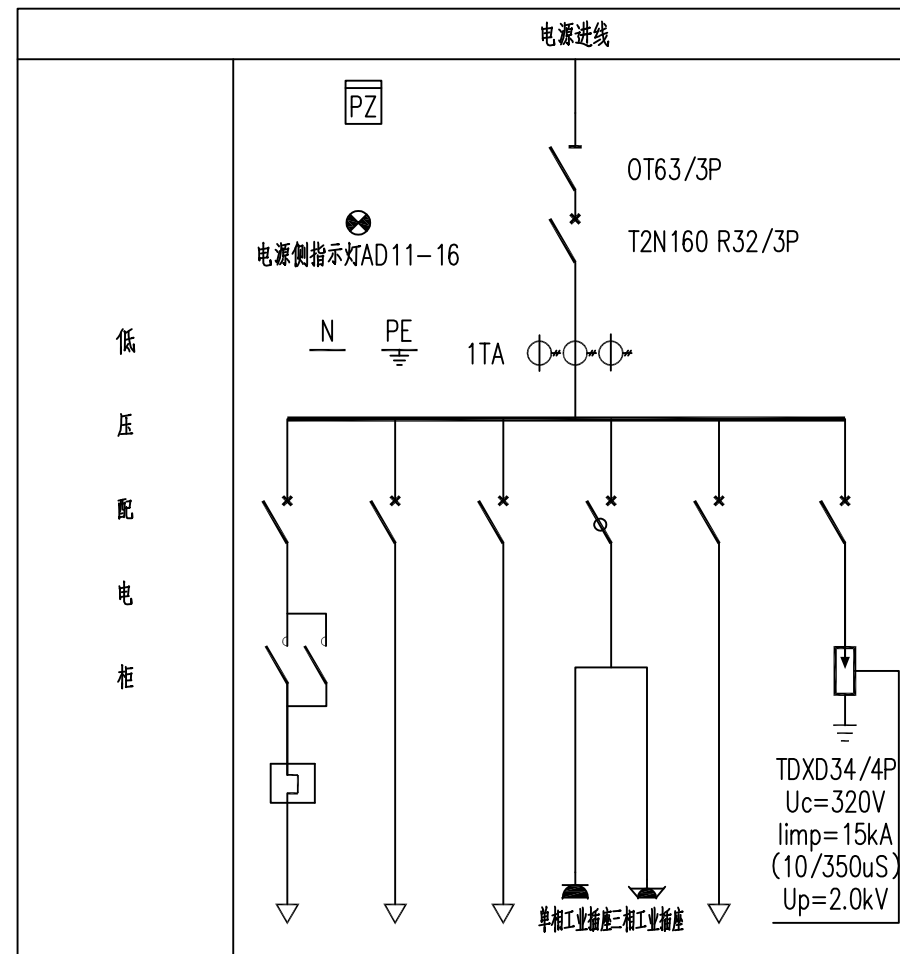 电源进线
PZ
OT63/3P
T2N160 R32/3P
电源侧指示灯AD11-16
N
PE
1TA
低
压
配
电
柜
TDXD34/4P
Uc=320V
Iimp=15kA
(10/350uS)
Up=2.0kV
单相工业插座三相工业插座